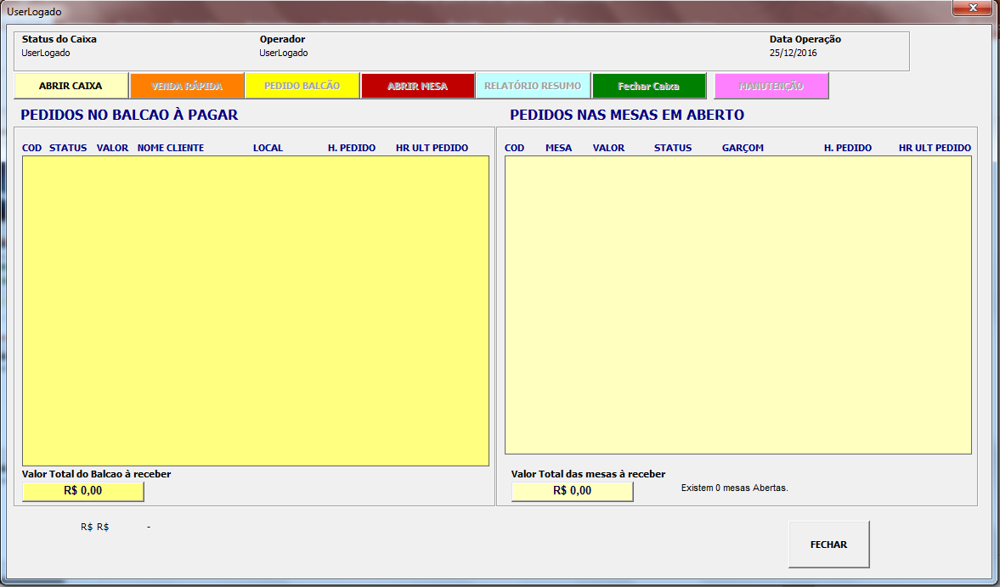 UserLogado
Status do Caixa Operador Data Operação
UserLogado UserLogado 25/12/2016
ABRIR CAIXA VENDA RÁPIDA PEDIDO BALCÃO ABRIR MESA RELATÓRIO RESUMO Fechar Caixa MANUTENÇÃO
PEDIDOS NO BALCAO À PAGAR PEDIDOS NAS MESAS EM ABERTO
COD STATUS VALOR NOME CLIENTE LOCAL H. PEDIDO HR ULT PEDIDO COD MESA VALOR STATUS GARÇOM H. PEDIDO HR ULT PEDIDO
Valor Total do Balcao à receber Valor Total das mesas à receber
R$ 0,00 R$ 0,00 Existem 0 mesas Abertas.
R$ R$ -
FECHAR